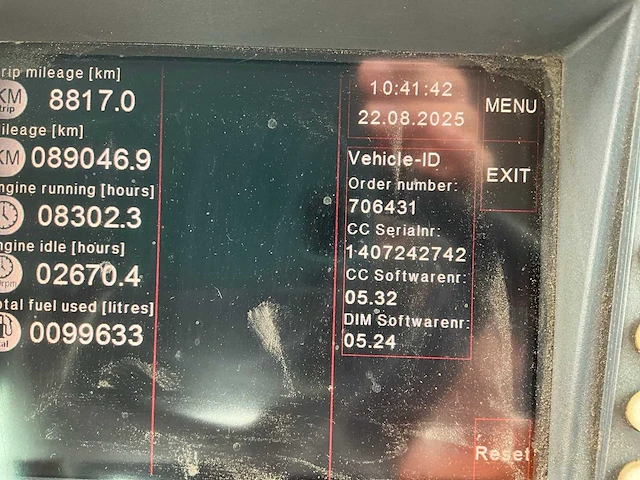 rip mileage [km]
KM
trip
8817.0
ileage [km]
KM
089046.9
ngine running [hours]
08302.3
ngine idle [hours]
0rpm
02670.4
otal fuel used [litres]
0099633
10:41:42
22.08.2025
Vehicle-ID
Order number:
706431
CC Serialnr:
1407242742
CC Softwarenr:
05.32
DIM Softwarenr:
05.24
MENU
EXIT
Reset